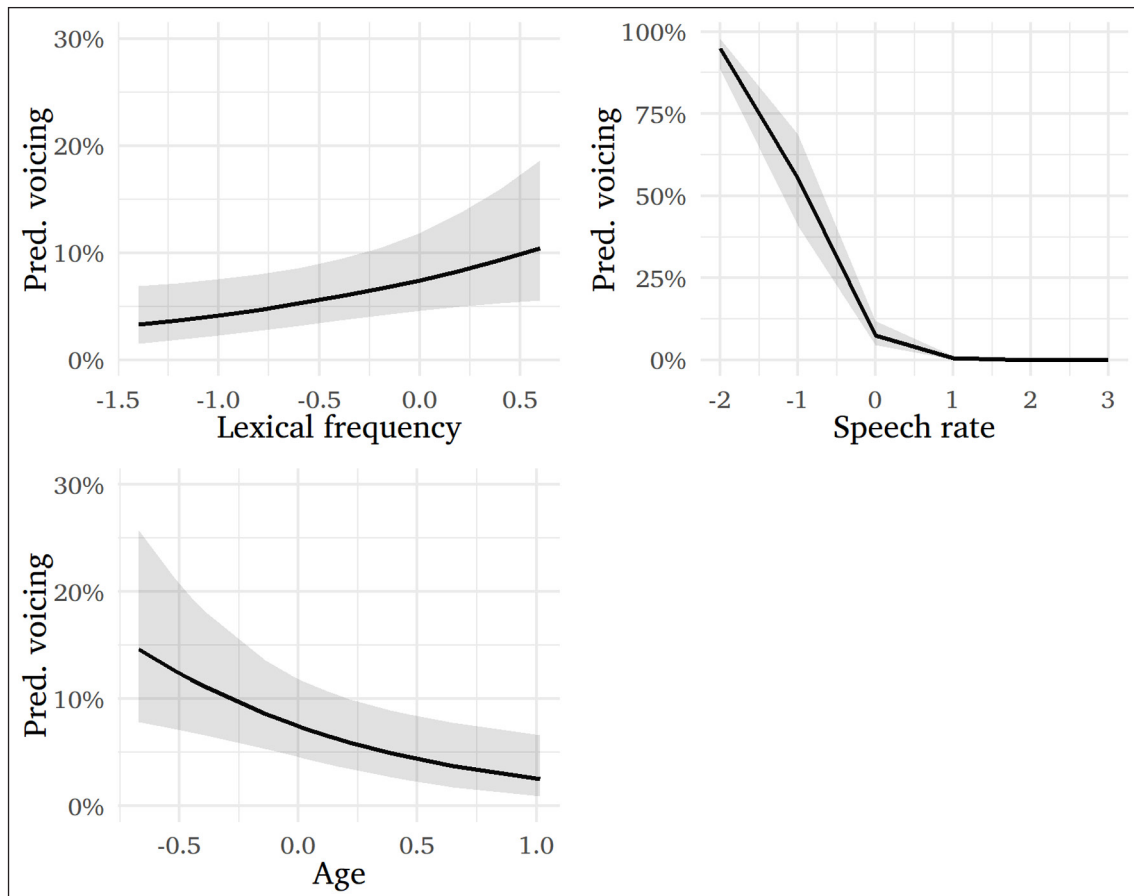 Pred. voicing
30%
20%
10%
0%
-1.5 -1.0 -0.5 0.0 0.5
Lexical frequency
Pred. voicing
100%
75%
50%
25%
0%
-2 -1 0 1 2 3
Speech rate
Pred. voicing
30%
20%
10%
0%
-0.5 0.0 0.5 1.0
Age